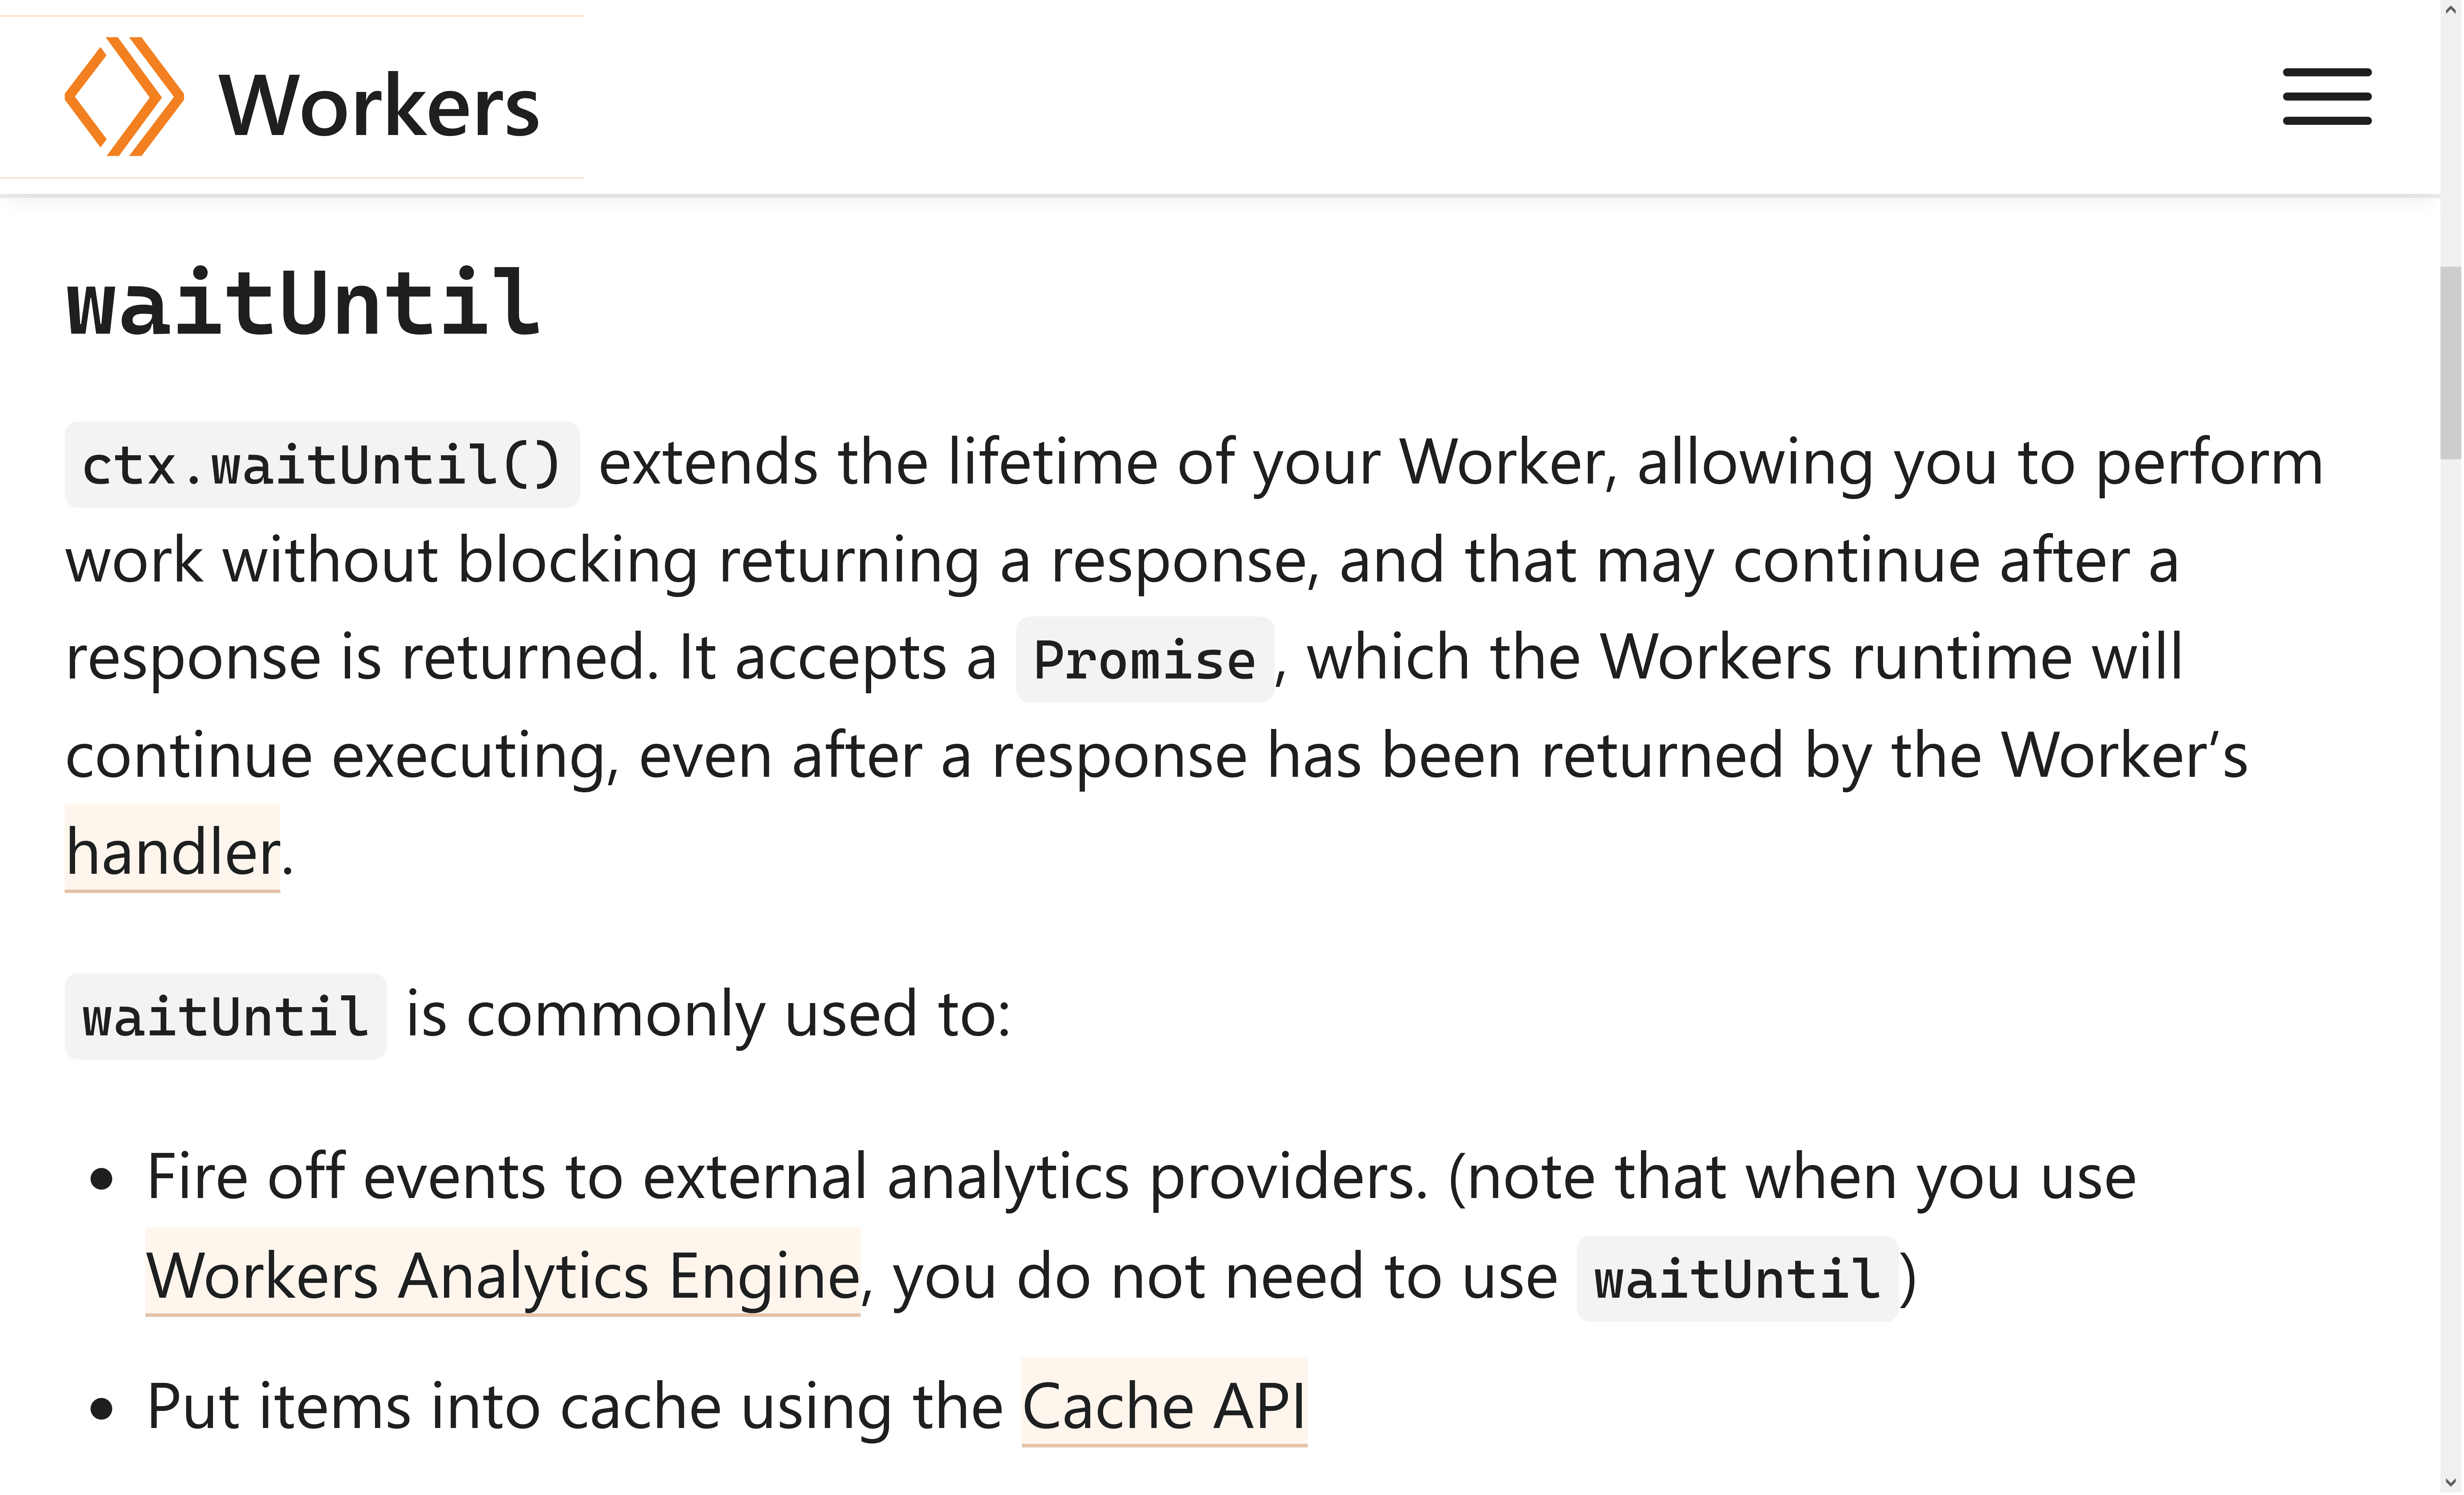 Workers
waitUntil
ctx.waitUntil() extends the lifetime of your Worker, allowing you to perform
work without blocking returning a response, and that may continue after a
response is returned. It accepts a Promise, which the Workers runtime will
continue executing, even after a response has been returned by the Worker’s
handler.
waitUntil is commonly used to:
• Fire off events to external analytics providers. (note that when you use
Workers Analytics Engine, you do not need to use waitUntil)
• Put items into cache using the Cache API